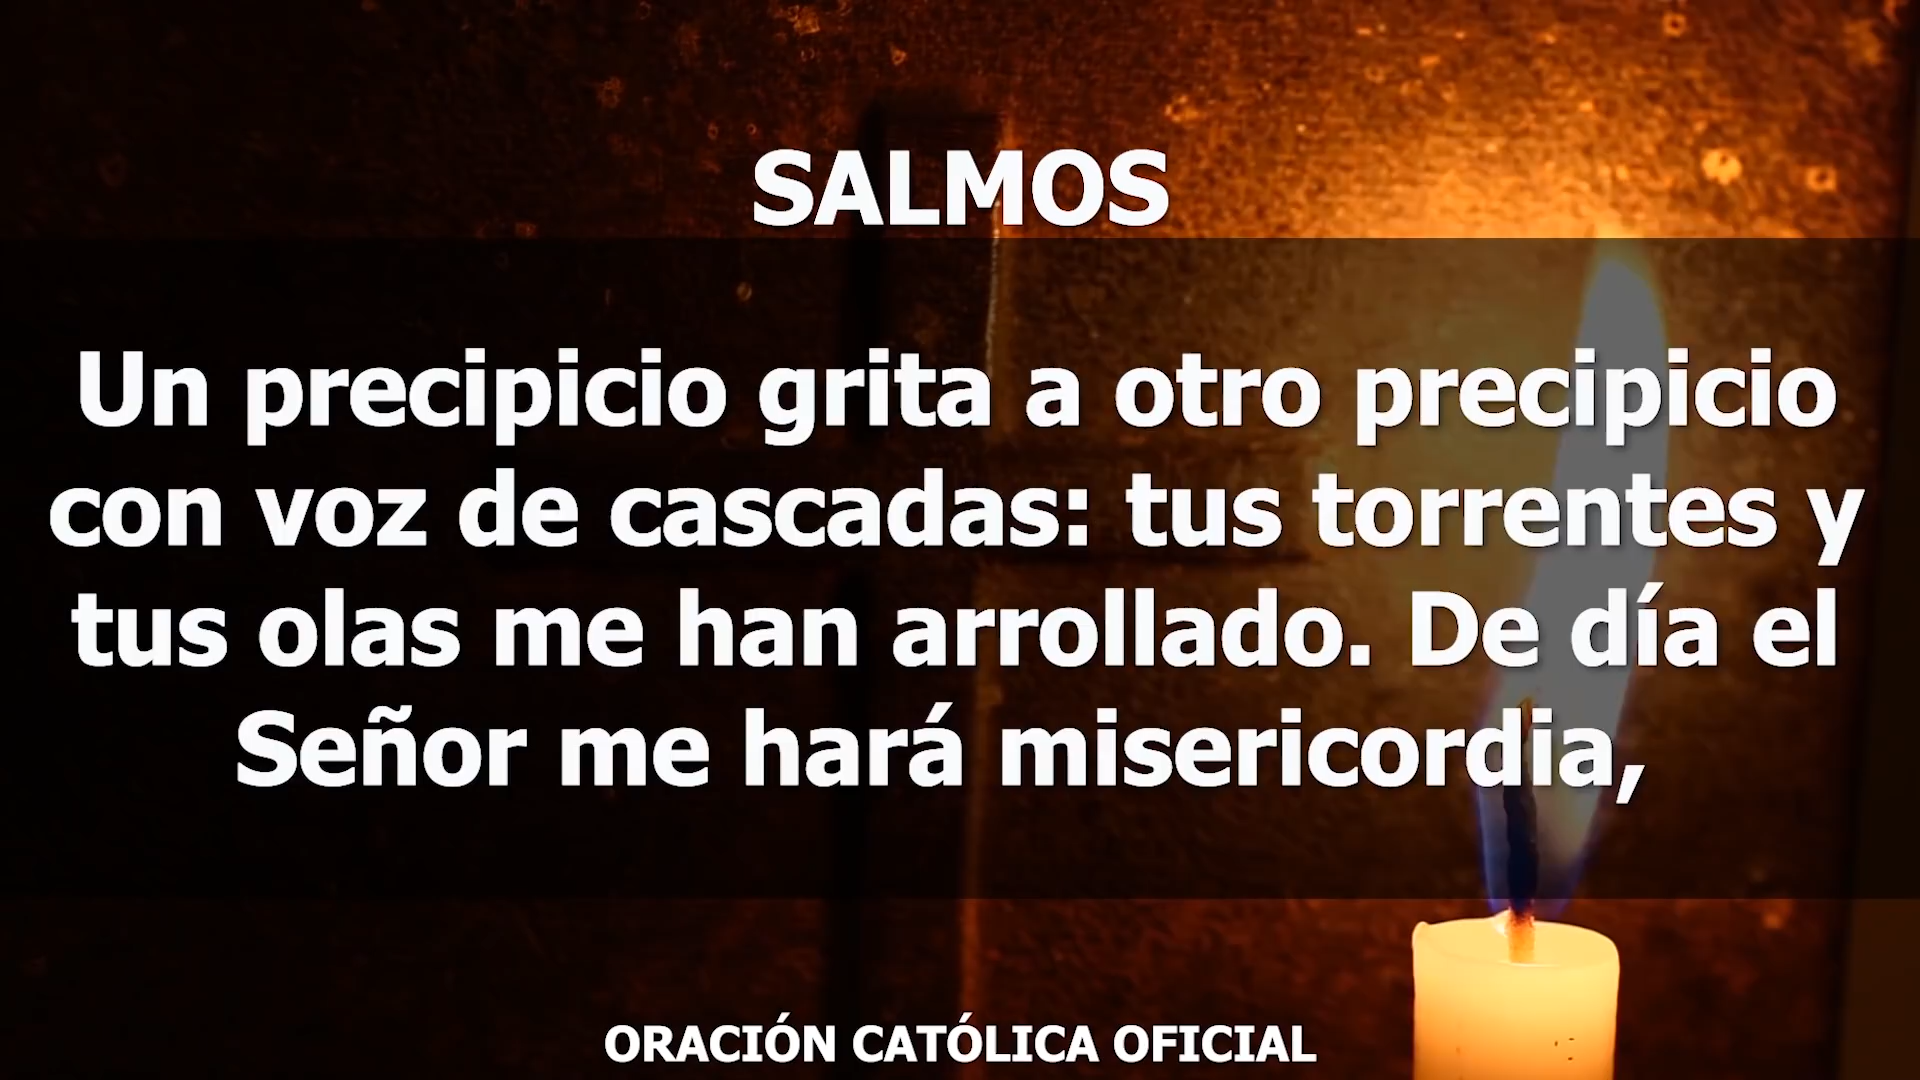 SALMOS
Un precipicio grita a otro precipicio
con voz de cascadas: tus torrentes y
tus olas me han arrollado. De día el
Señor me hará misericordia,
ORACIÓN CATÓLICA OFICIAL